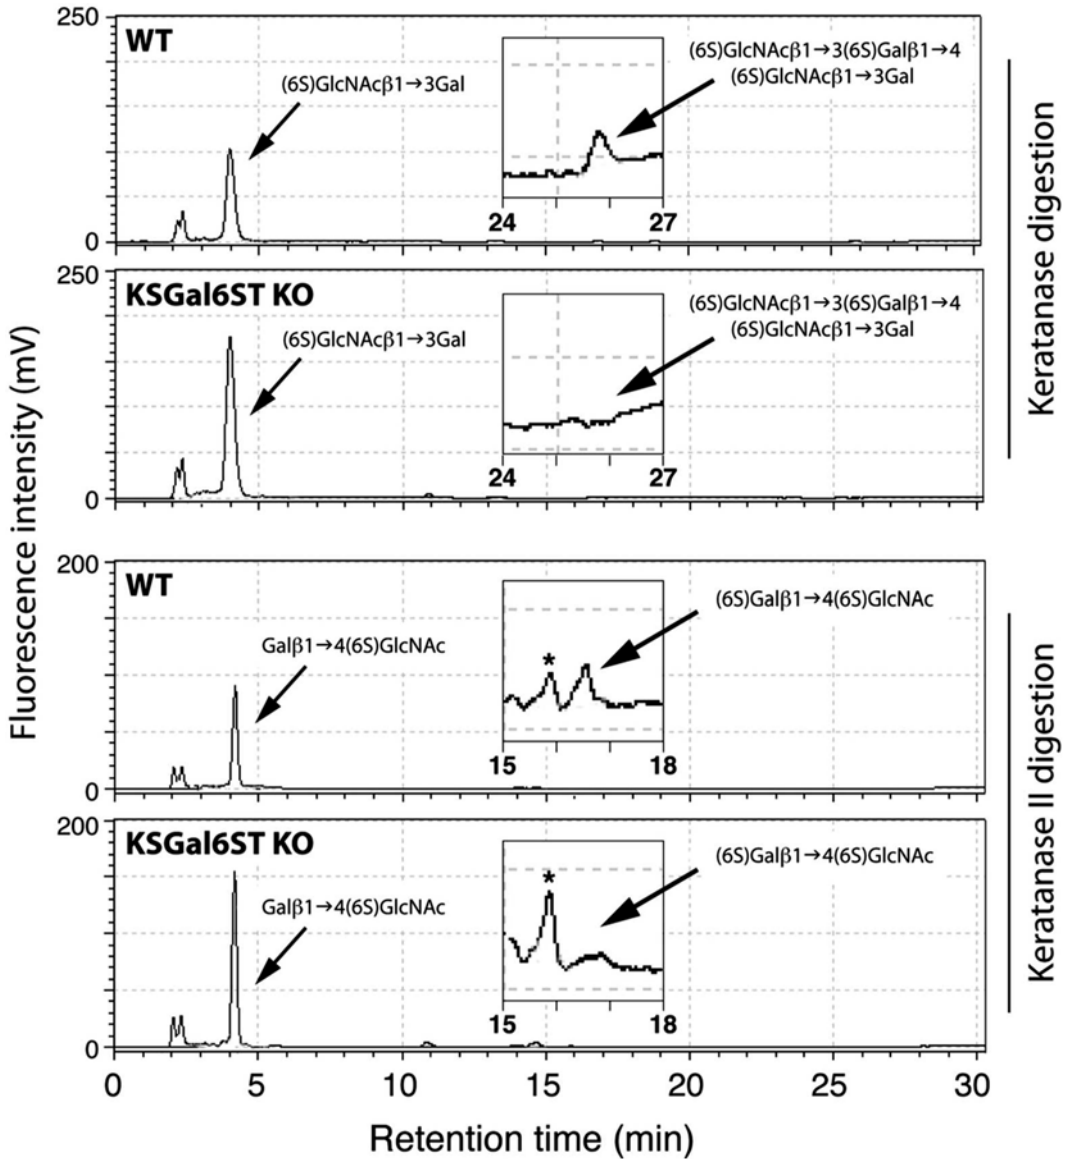 Fluorescence intensity (mV)
250
WT
(6S)GlcNAcβ1→3Gal
(6S)GlcNAcβ1→3(6S)Galβ1→4
(6S)GlcNAcβ1→3Gal
24
27
0
250
KSGal6ST KO
(6S)GlcNAcβ1→3Gal
(6S)GlcNAcβ1→3(6S)Galβ1→4
(6S)GlcNAcβ1→3Gal
24
27
0
Keratanase digestion
200
WT
Galβ1→4(6S)GlcNAc
*
(6S)Galβ1→4(6S)GlcNAc
15
18
0
200
KSGal6ST KO
Galβ1→4(6S)GlcNAc
*
(6S)Galβ1→4(6S)GlcNAc
15
18
0
Keratanase II digestion
0 5 10 15 20 25 30
Retention time (min)